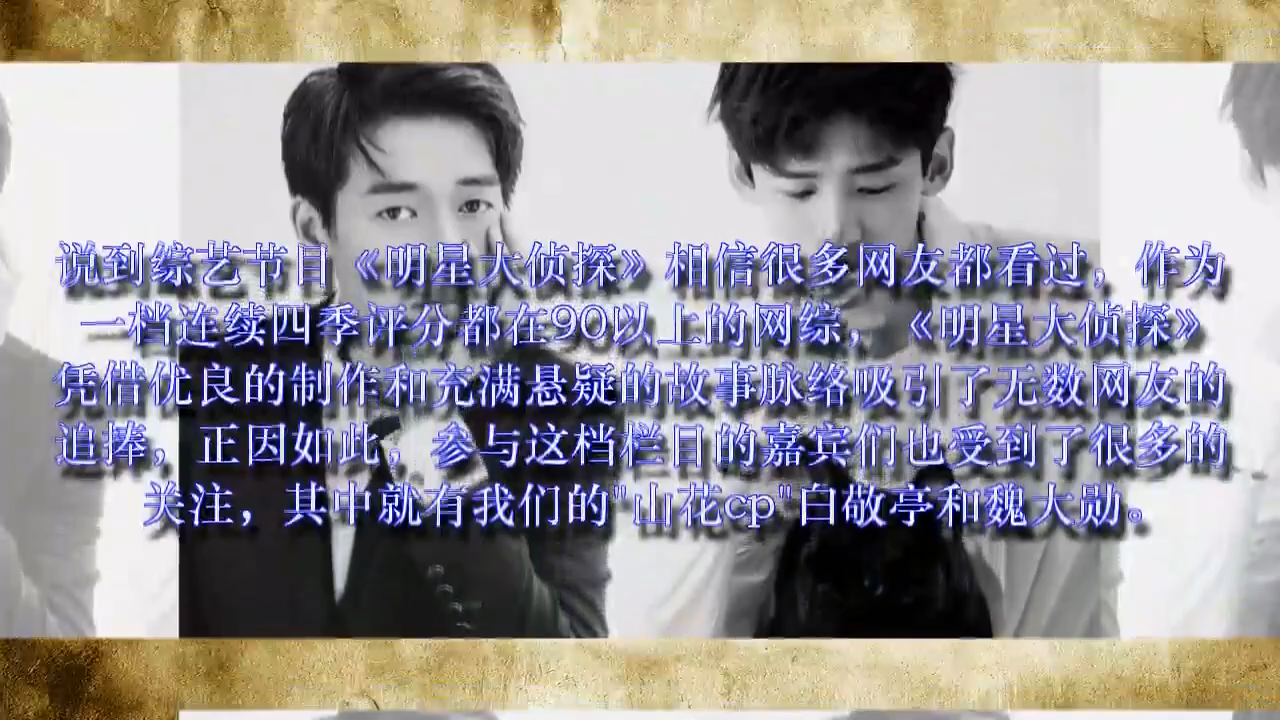 说到综艺节目《明星大侦探》相信很多网友都看过，作为
一档连续四季评分都在90以上的网综，《明星大侦探》
凭借优良的制作和充满悬疑的故事脉络吸引了无数网友的
追捧，正因如此，参与这档栏目的嘉宾们也受到了很多的
关注，其中就有我们的"山花cp"白敬亭和魏大勋。